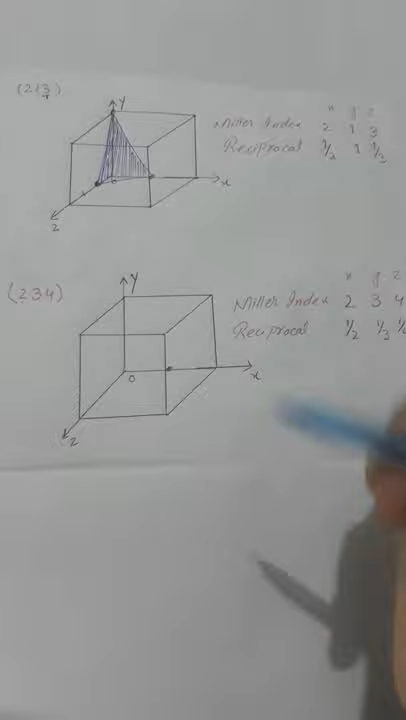 (213)
Y
x y z
Miller Index 2 1 3
Reciprocal 1/2 1 1/3
o
x
z
(234)
Y
x y z
Miller Index 2 3 4
Reciprocal 1/2 1/3
o
x
z